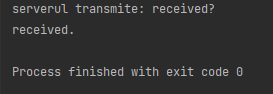 serverul transmite: received?
received.
Process finished with exit code 0